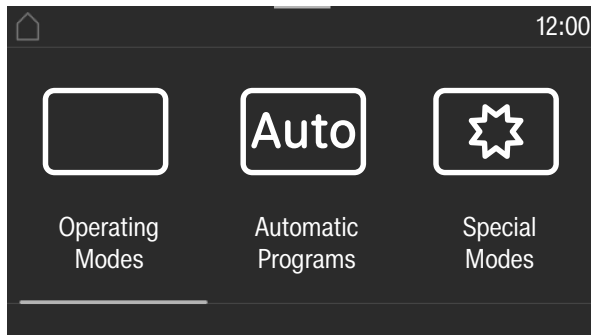 12:00
Auto
Operating
Modes
Automatic
Programs
Special
Modes